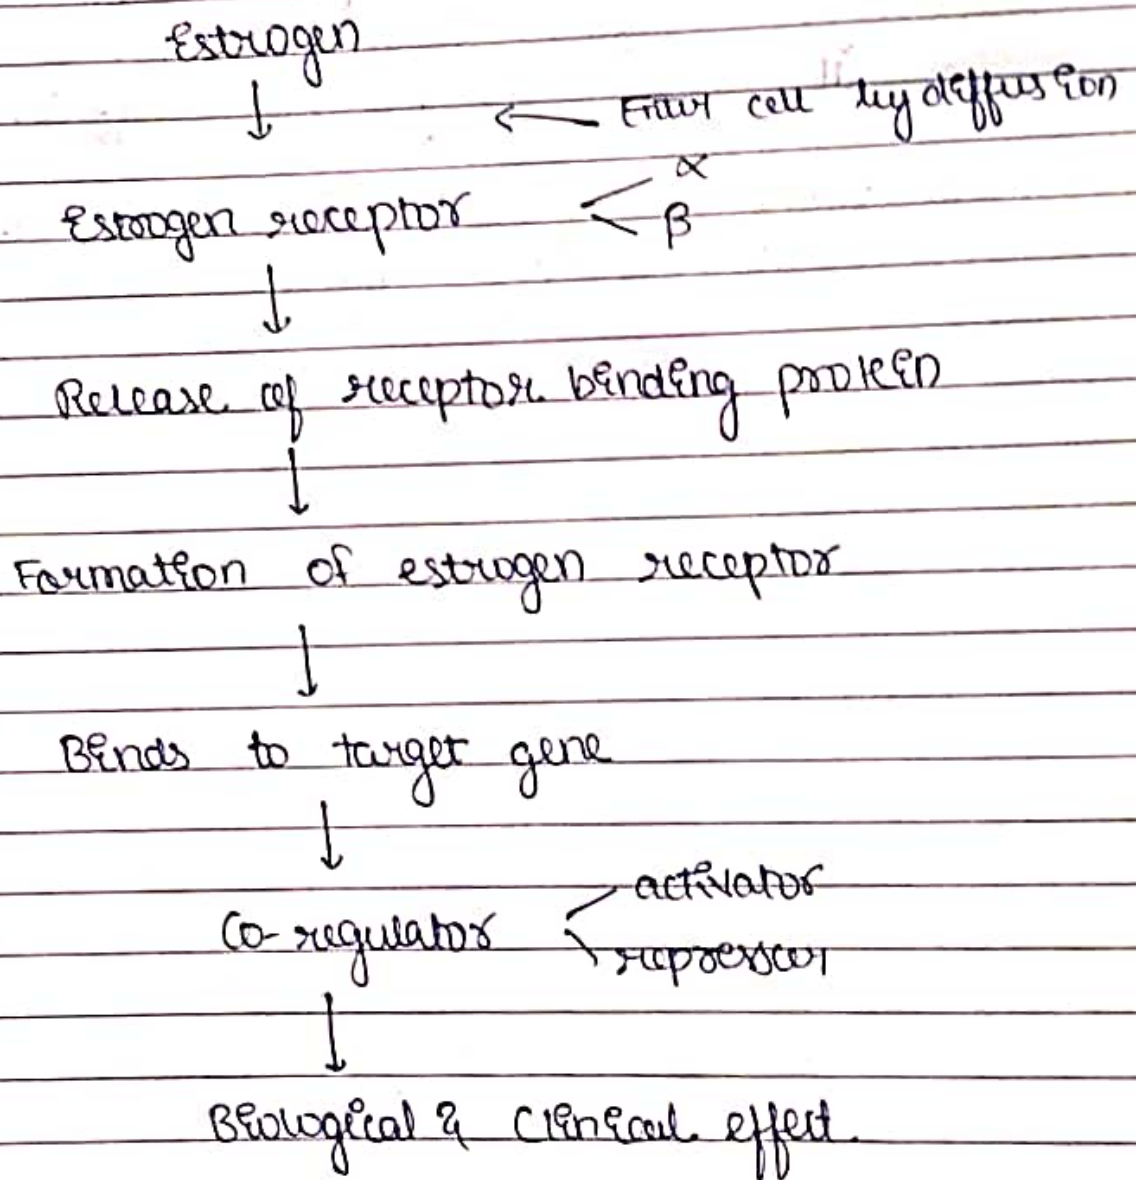 Estrogen
Enter cell by diffusion
α
Estrogen receptor
β
Release of receptor binding protein
Formation of estrogen receptor
Binds to target gene
activator
Co-regulator
repressor
Biological & Clinical effect.